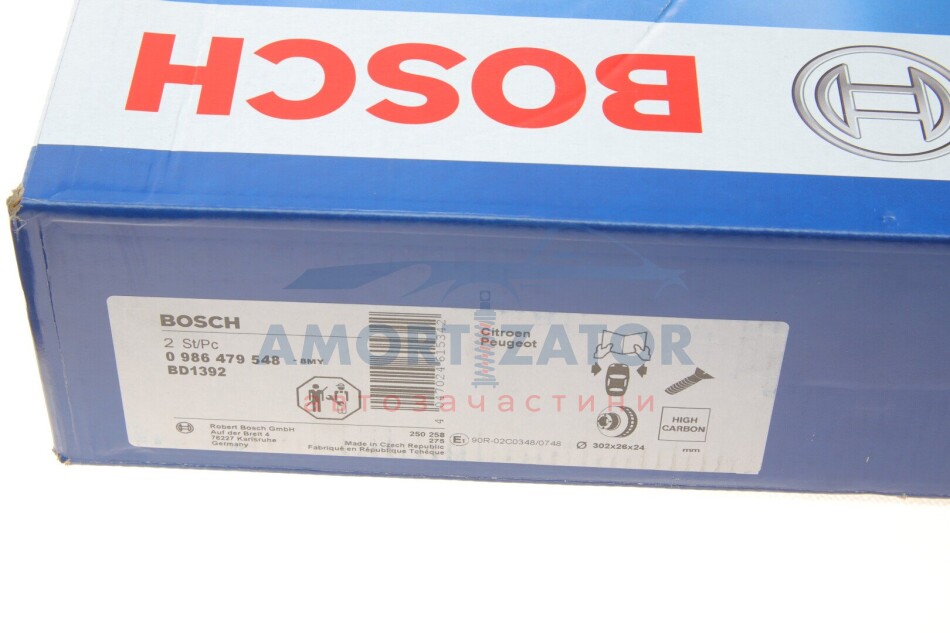 BOSCH
BOSCH
2 St/Pc
0 986 479 548 - 8MY
BD1392
Citroen
Peugeot
AMORTIZATOR
автозапчастини
Robert Bosch GmbH
Auf der Breit 4
76227 Karlsruhe
Germany
250 258
275
Made in Czech Republic
Fabriqué en République Tchèque
E1 90R-02C0348/0748
Ø 302x26x24
HIGH
CARBON
mm